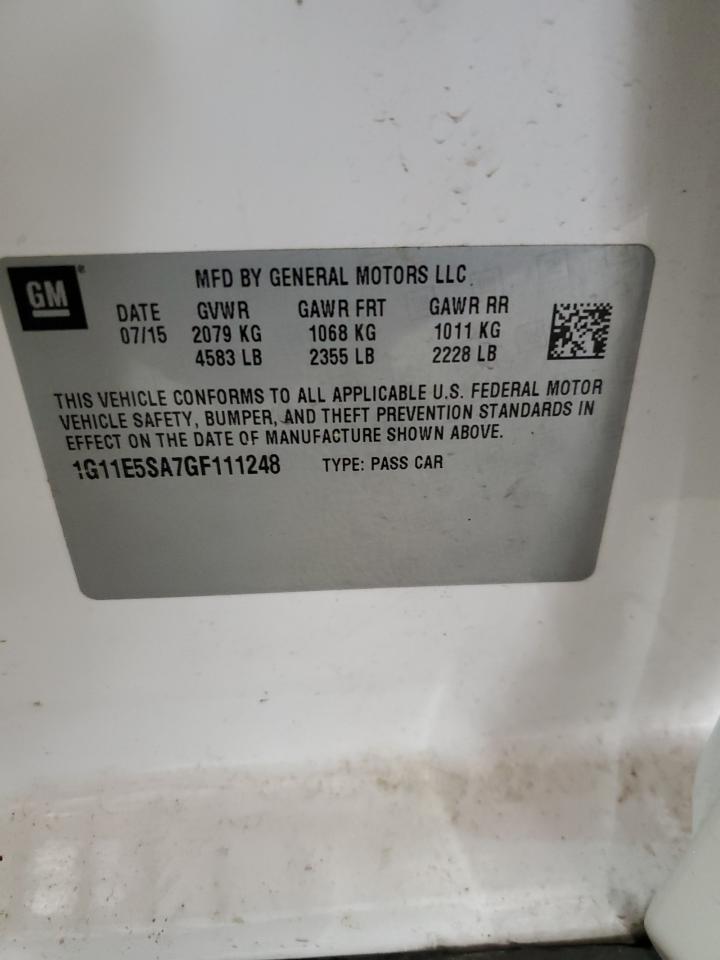 GM®
MFD BY GENERAL MOTORS LLC
DATE GVWR GAWR FRT GAWR RR
07/15 2079 KG 1068 KG 1011 KG
4583 LB 2355 LB 2228 LB
THIS VEHICLE CONFORMS TO ALL APPLICABLE U.S. FEDERAL MOTOR
VEHICLE SAFETY, BUMPER, AND THEFT PREVENTION STANDARDS IN
EFFECT ON THE DATE OF MANUFACTURE SHOWN ABOVE.
1G11E5SA7GF111248 TYPE: PASS CAR